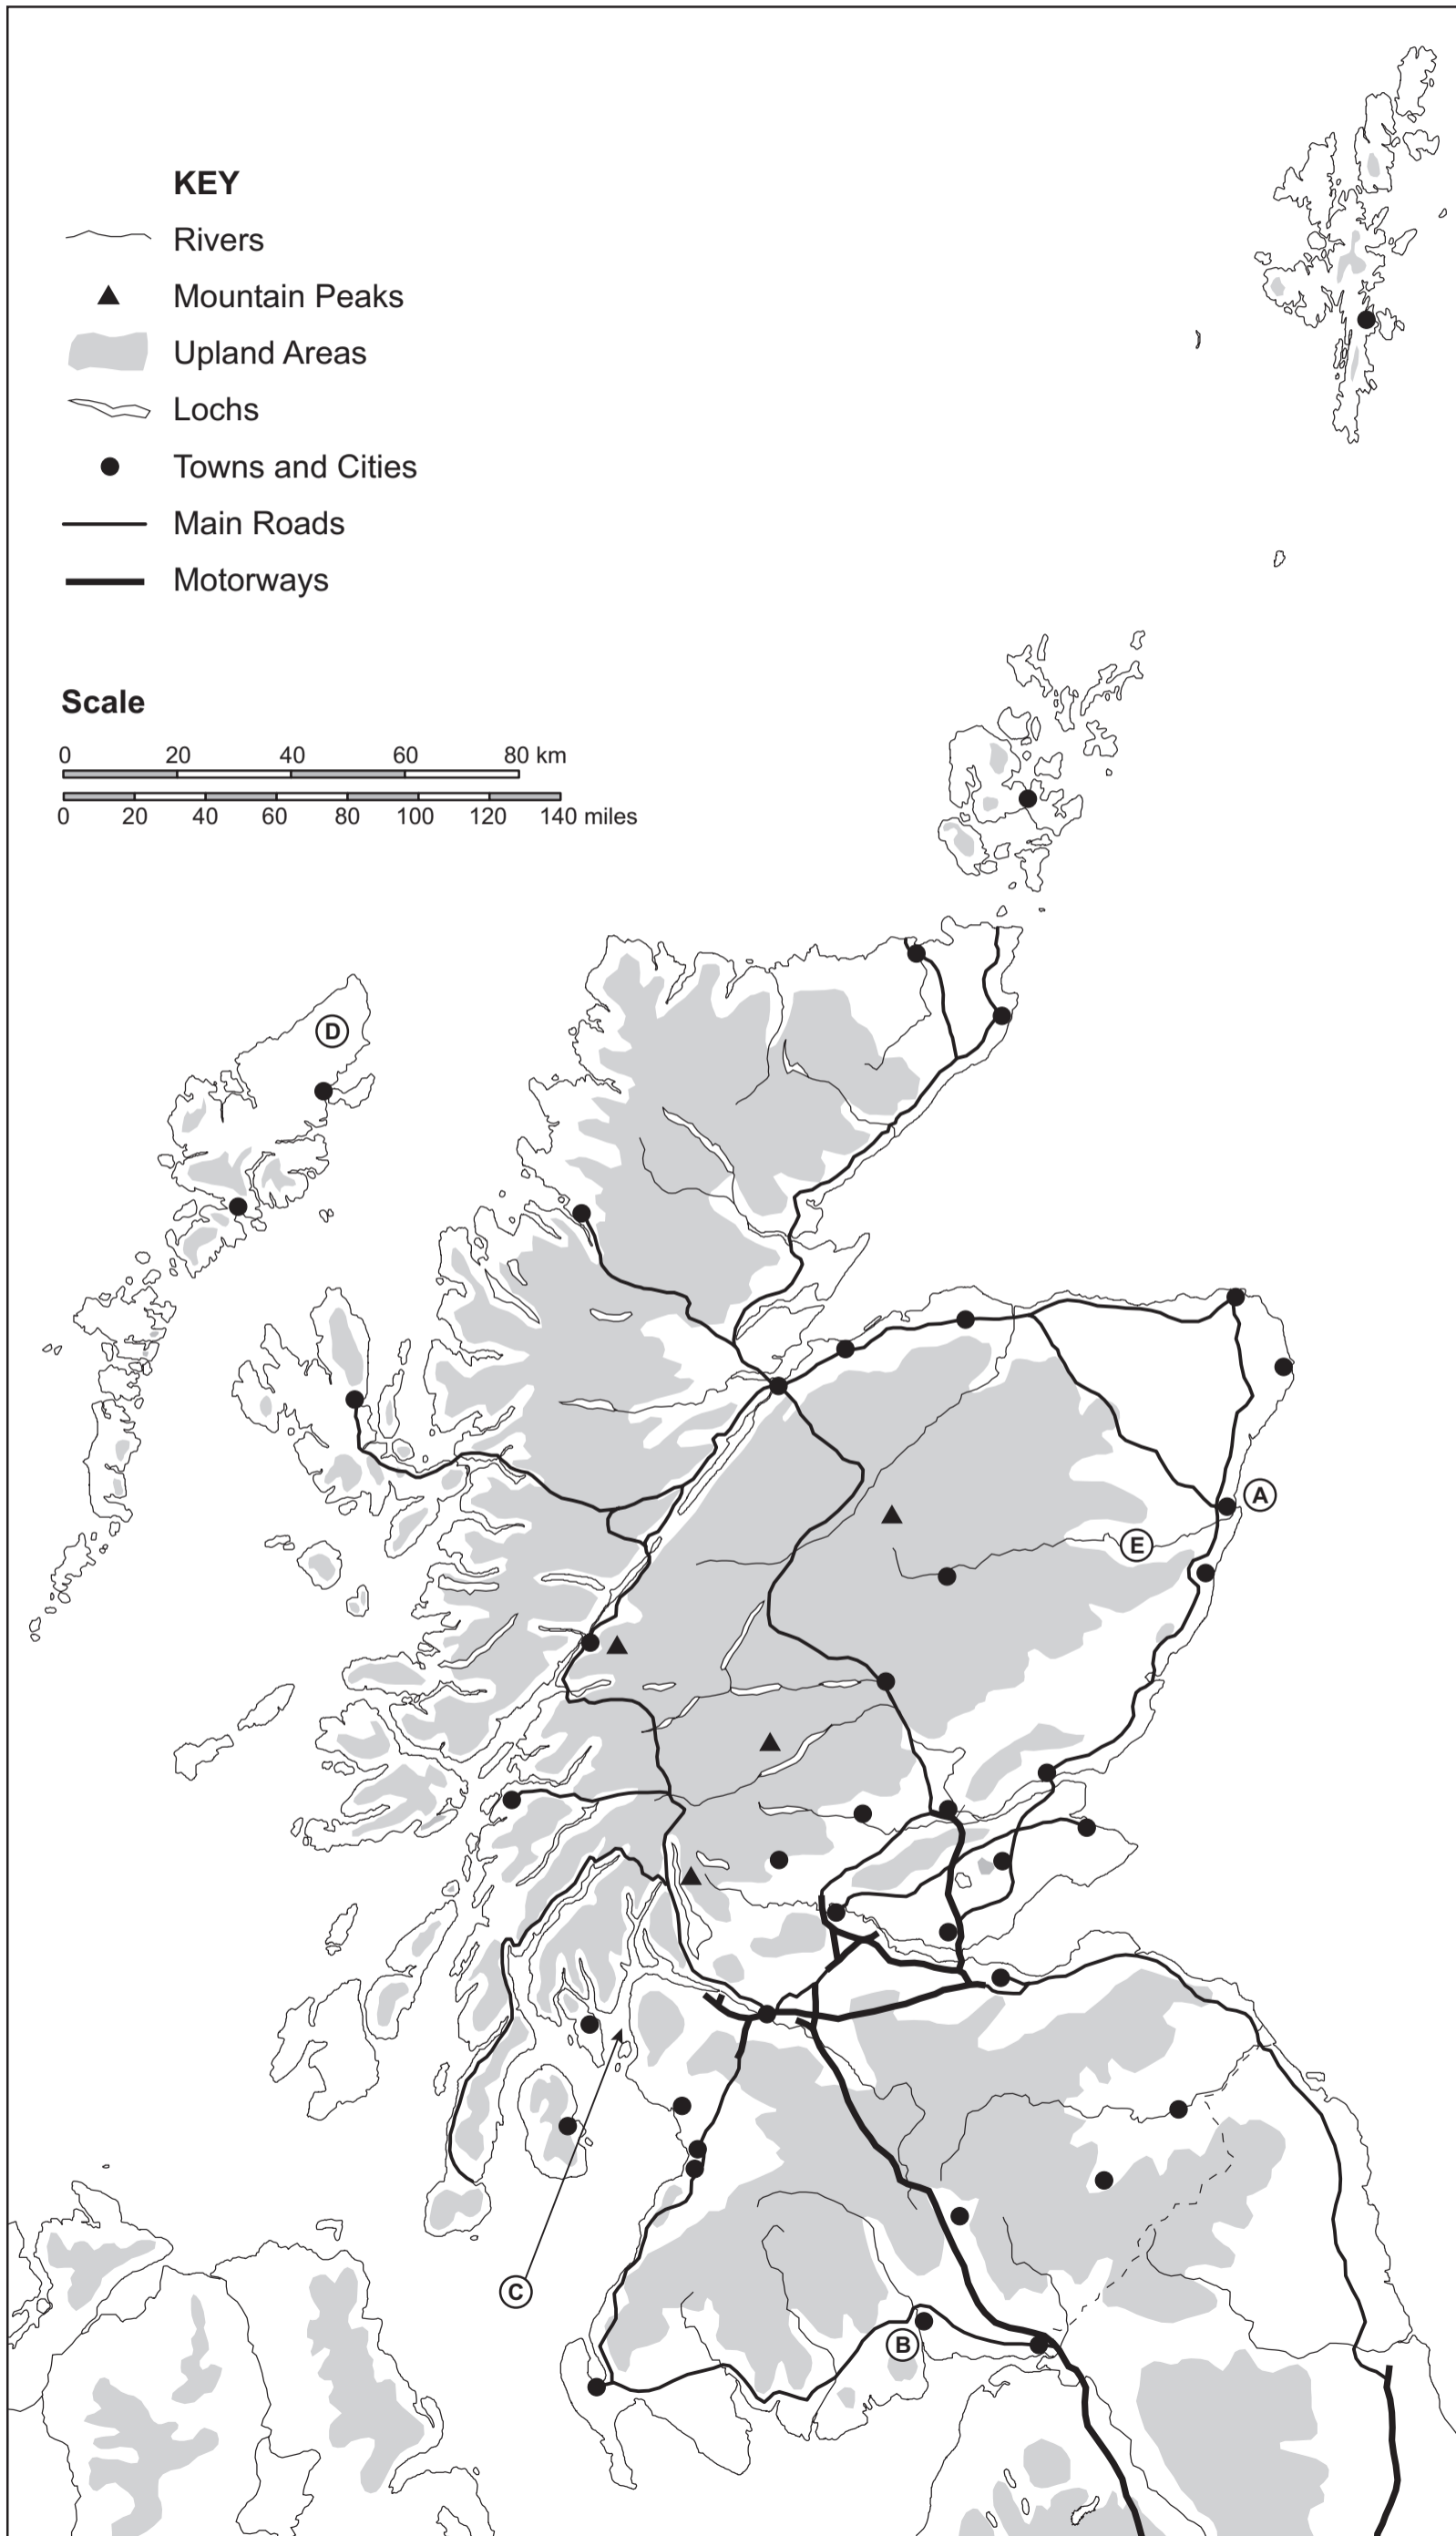 KEY
Rivers
Mountain Peaks
Upland Areas
Lochs
Towns and Cities
Main Roads
Motorways
Scale
0 20 40 60 80 km
0 20 40 60 80 100 120 140 miles
D
A
E
C
B